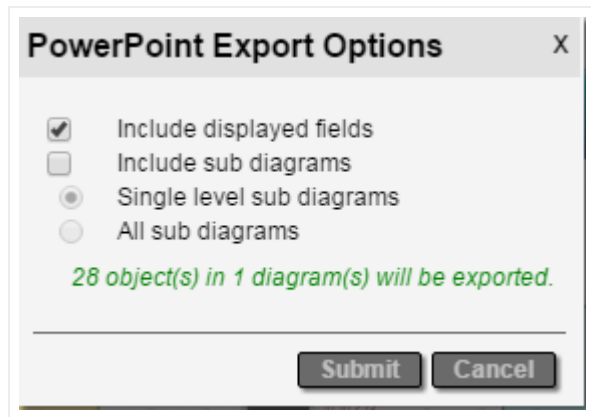 PowerPoint Export Options X
Include displayed fields
Include sub diagrams
Single level sub diagrams
All sub diagrams
28 object(s) in 1 diagram(s) will be exported.
Submit Cancel